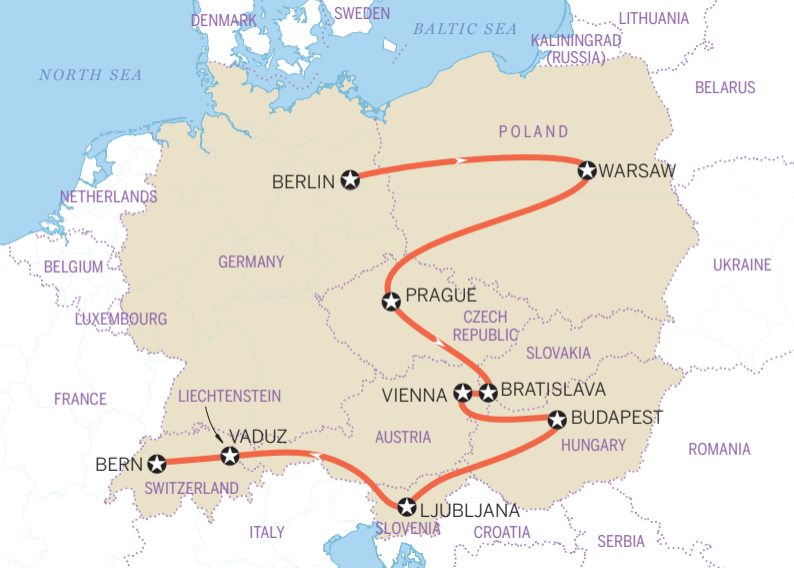 SWEDEN
DENMARK
LITHUANIA
BALTIC SEA
KALININGRAD
(RUSSIA)
NORTH SEA
BELARUS
POLAND
WARSAW
BERLIN
NETHERLANDS
GERMANY
BELGIUM
UKRAINE
PRAGUE
LUXEMBOURG
CZECH
REPUBLIC
SLOVAKIA
FRANCE
LIECHTENSTEIN
VIENNA
BRATISLAVA
BUDAPEST
VADUZ
AUSTRIA
HUNGARY
ROMANIA
BERN
SWITZERLAND
LJUBLJANA
SLOVENIA
ITALY
CROATIA
SERBIA